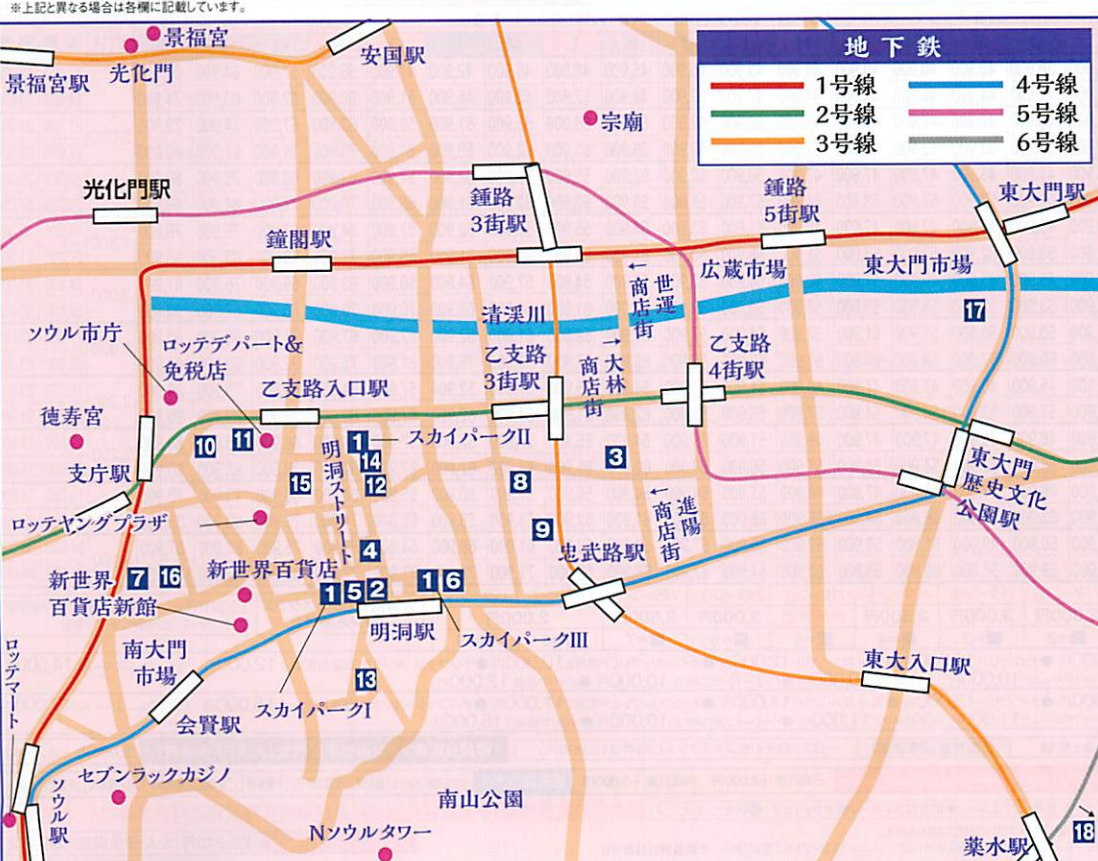 ※上記と異なる場合は各欄に記載しています。
景福宮
景福宮駅
光化門
安国駅
地下鉄
1号線
2号線
3号線
4号線
5号線
6号線
宗廟
光化門駅
鍾路
3街駅
鐘閣駅
鍾路
5街駅
東大門駅
広蔵市場
東大門市場
←世運
商店街
清渓川
17
ソウル市庁
ロッテデパート&
免税店
乙支路入口駅
乙支路
3街駅
→大林
商店街
乙支路
4街駅
徳寿宮
支庁駅
10
11
1
スカイパークII
14
12
15
明洞ストリート
8
3
東大門
歴史文化
公園駅
ロッテヤングプラザ
9
←進陽
商店街
4
忠武路駅
新世界
百貨店新館
7
16
新世界百貨店
1
5
2
1
6
明洞駅
スカイパークIII
南大門
市場
会賢駅
スカイパークI
13
東大入口駅
ロッテマート
ソウル駅
セブンラックカジノ
南山公園
Nソウルタワー
薬水駅
18